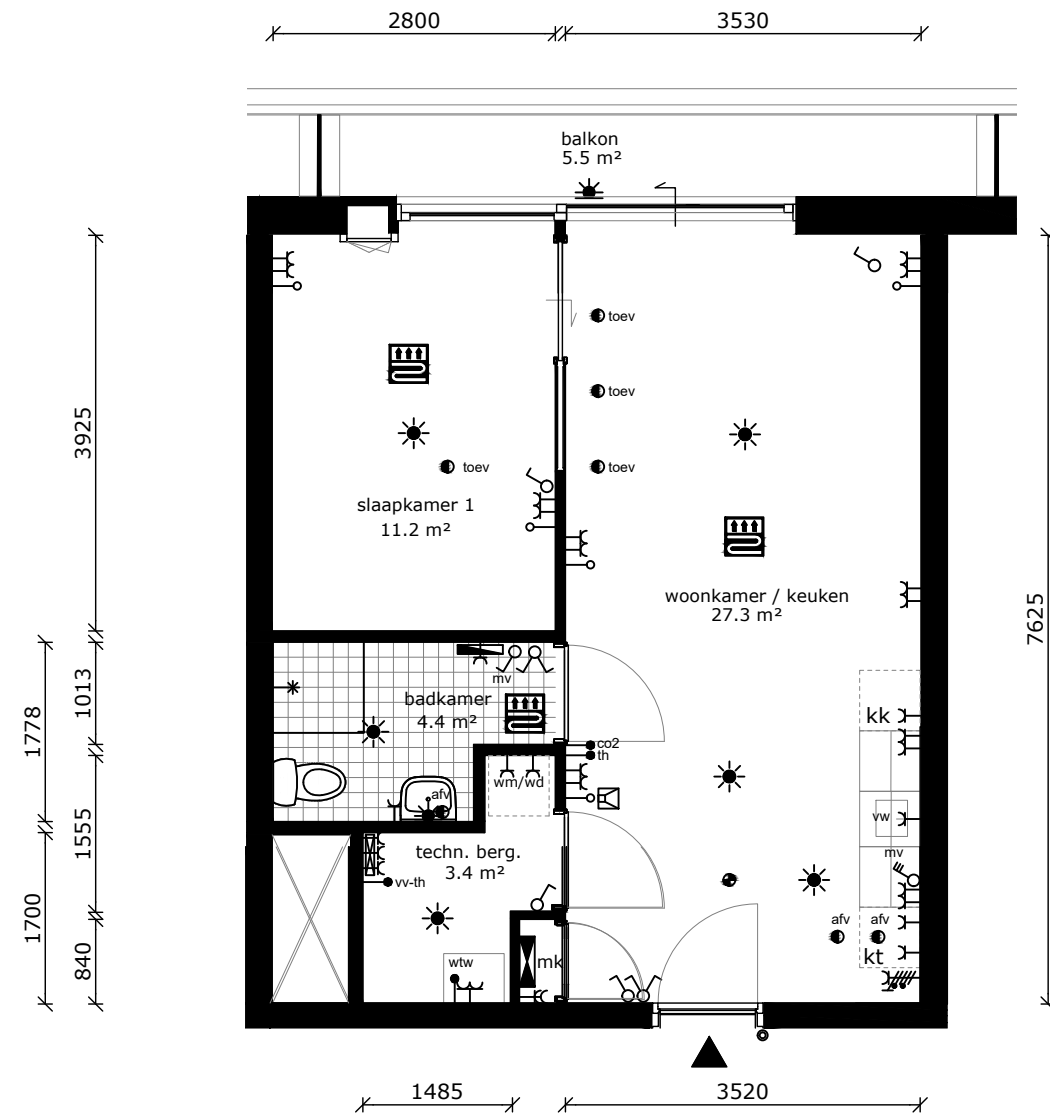 2800
3530
balkon
5.5 m²
toev
toev
toev
toev
3925
slaapkamer 1
11.2 m²
woonkamer / keuken
27.3 m²
7625
1013
1778
mv
badkamer
4.4 m²
kk
co2
th
wm/wd
afv
vw
1555
techn. berg.
3.4 m²
mv
vv-th
1700
afv
afv
840
wtw
mk
kt
1485
3520